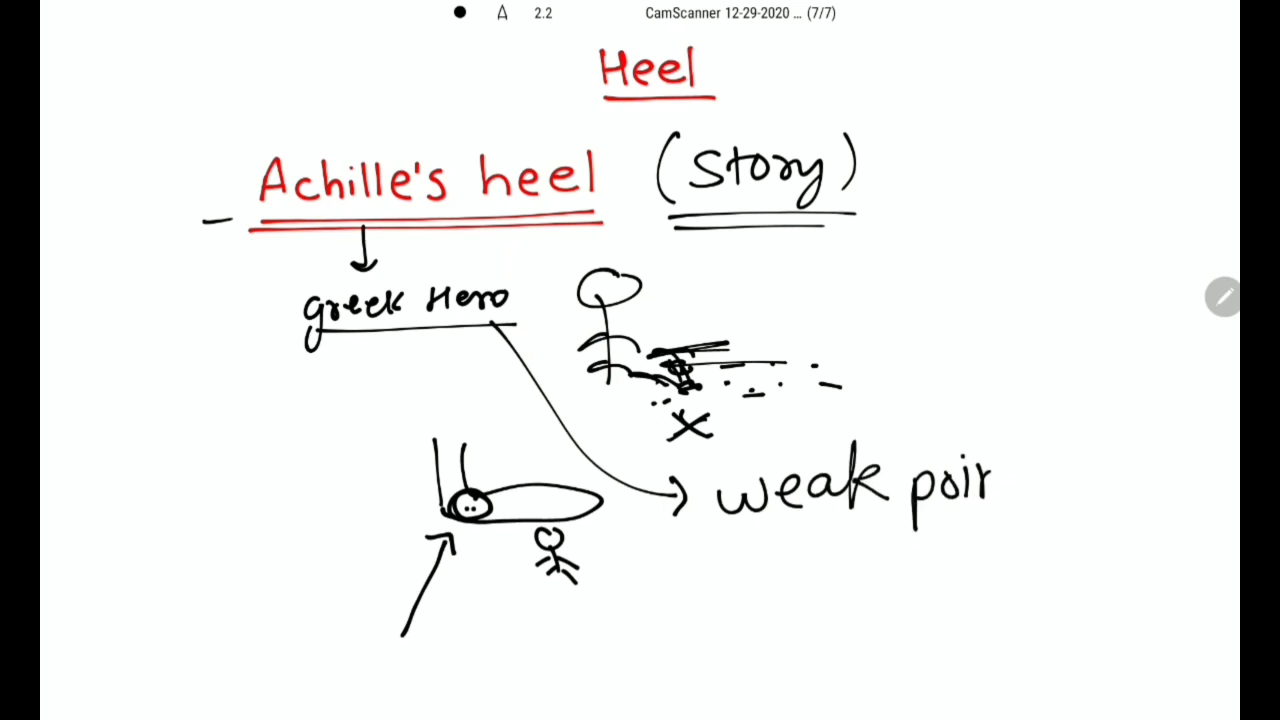 A 2.2 CamScanner 12-29-2020 ... (7/7)
Heel
Achille's heel (Story)
greek Hero
weak poir